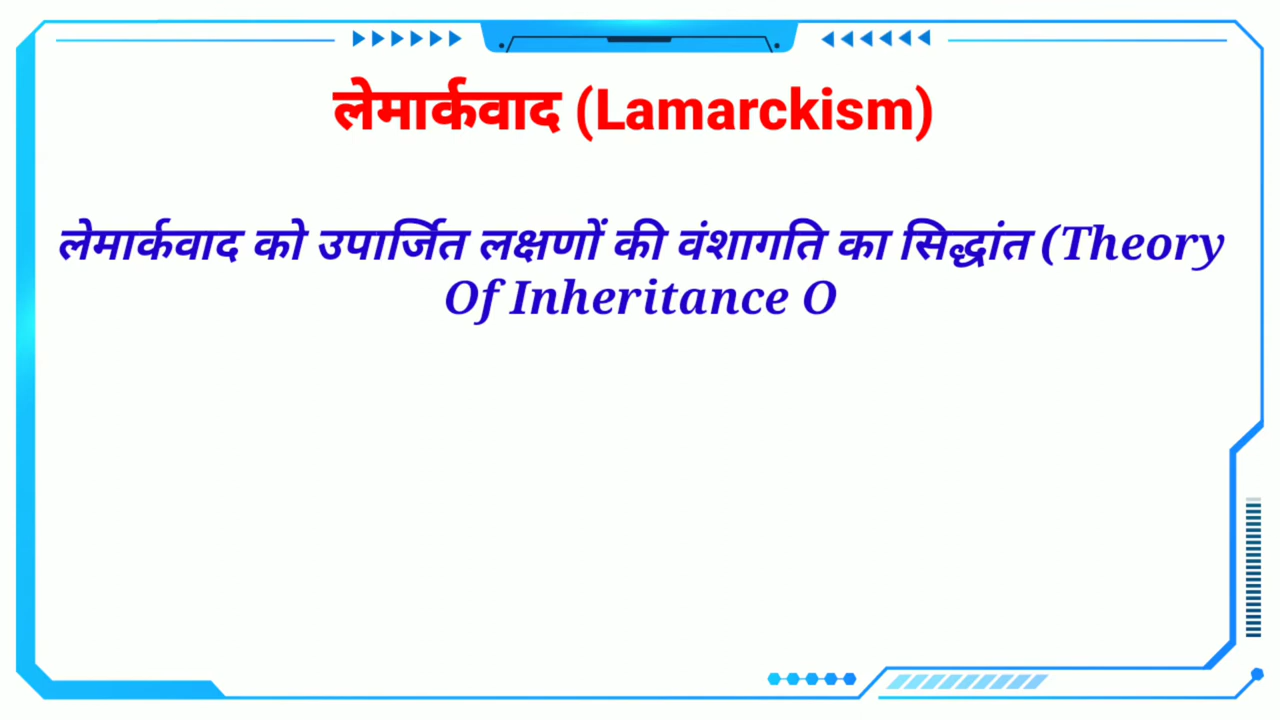 लेमार्कवाद (Lamarckism)
लेमार्कवाद को उपार्जित लक्षणों की वंशागति का सिद्धांत (Theory
Of Inheritance O